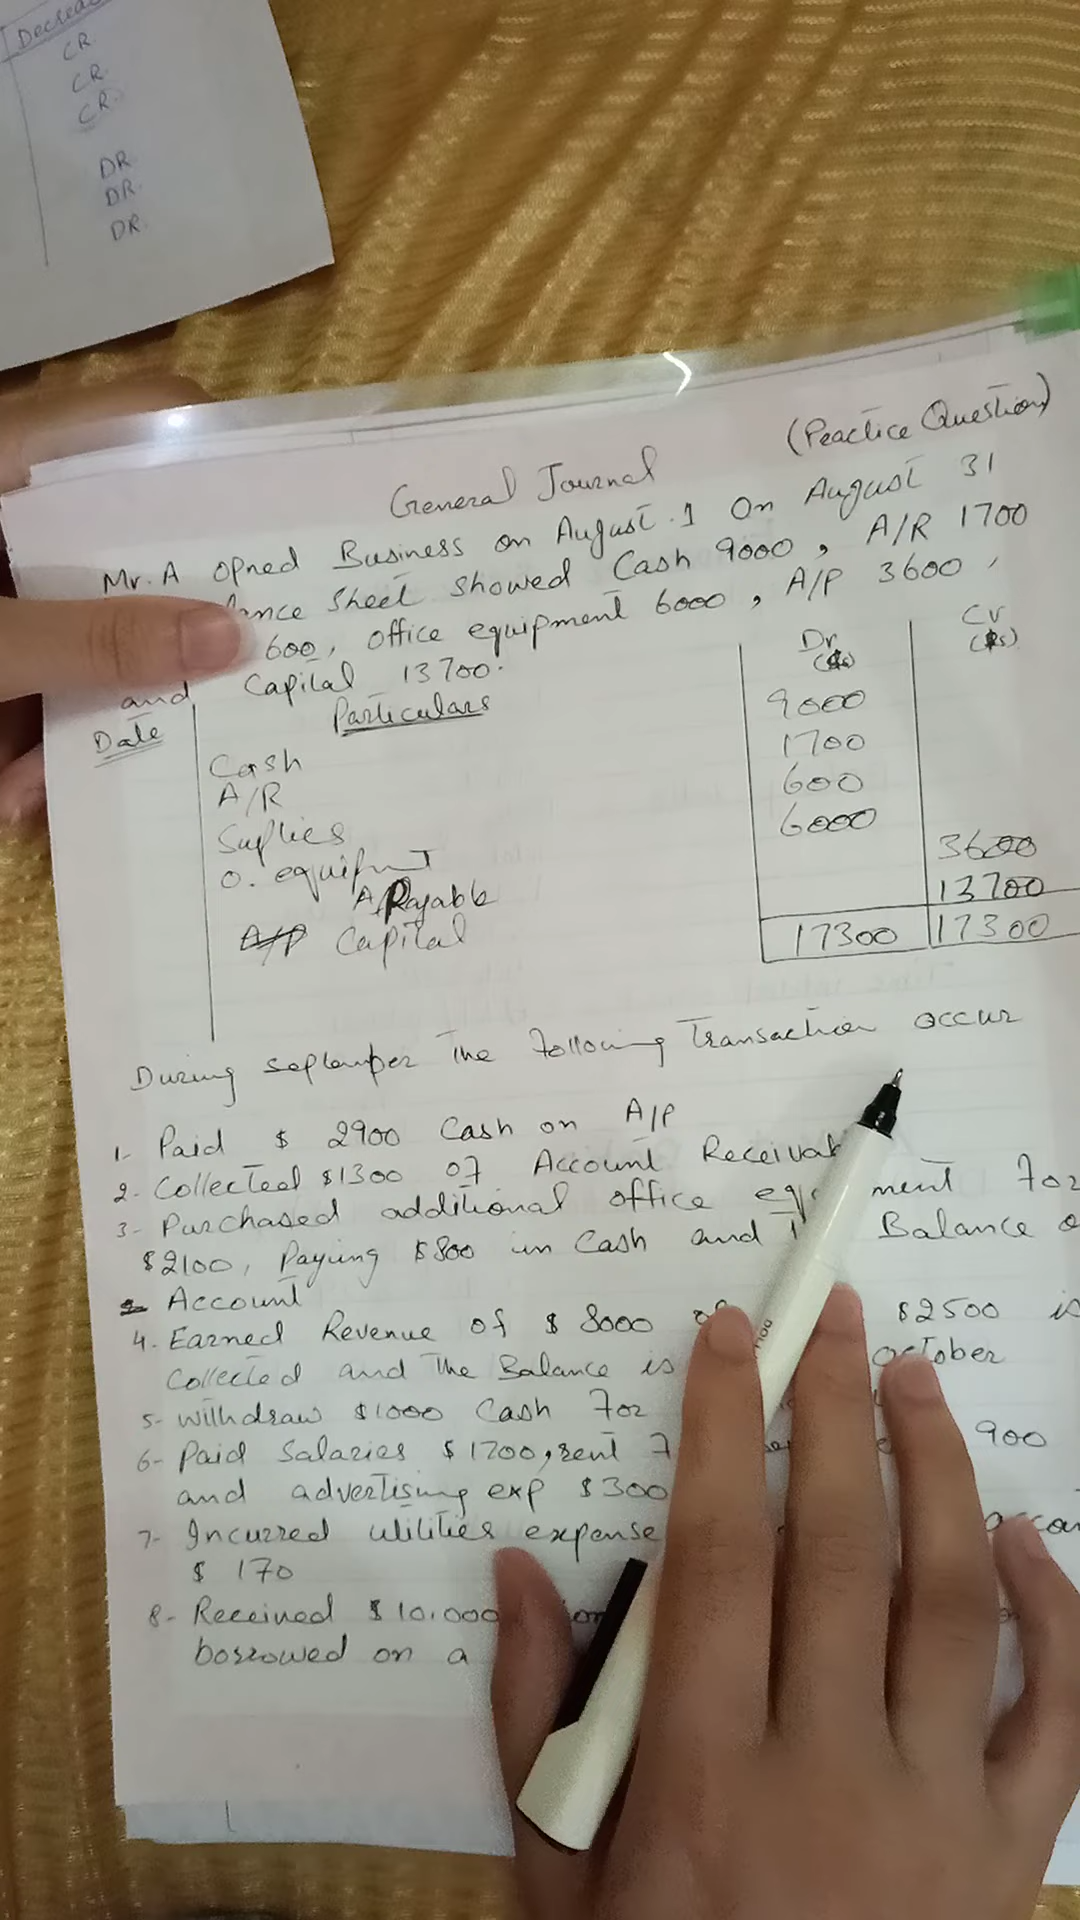 Decrea
CR
CR.
CR.
DR
DR.
DR.
(Practice Question)
General Journal
Mr. A opned Business on August. 1 On August 31
Sheet showed Cash 9000, A/R 1700
600, office equipment 6000, A/P 3600,
and Capital 13700.
Date Particulars Dr Cr
Cash 9000
A/R 1700
Suplies 600
O. equipmnT 6000
A/Payable 3600
A/P Capital 13700
17300 17300
During september The Following Transaction occur
1- Paid $ 2900 Cash on A/P
2- Collected $1300 of Account
3- Purchased additional office for
$2100, Paying $800 in Cash and Balance
Account
4. Earned Revenue of $ 8000 $2500 is
Collected and The Balance is October
5- withdraw $1000 Cash For
6- Paid Salaries $ 1700, rent 900
and advertising exp $300
7- Incurred utilities expense
$ 170
8- Received $ 10,000
borrowed on a